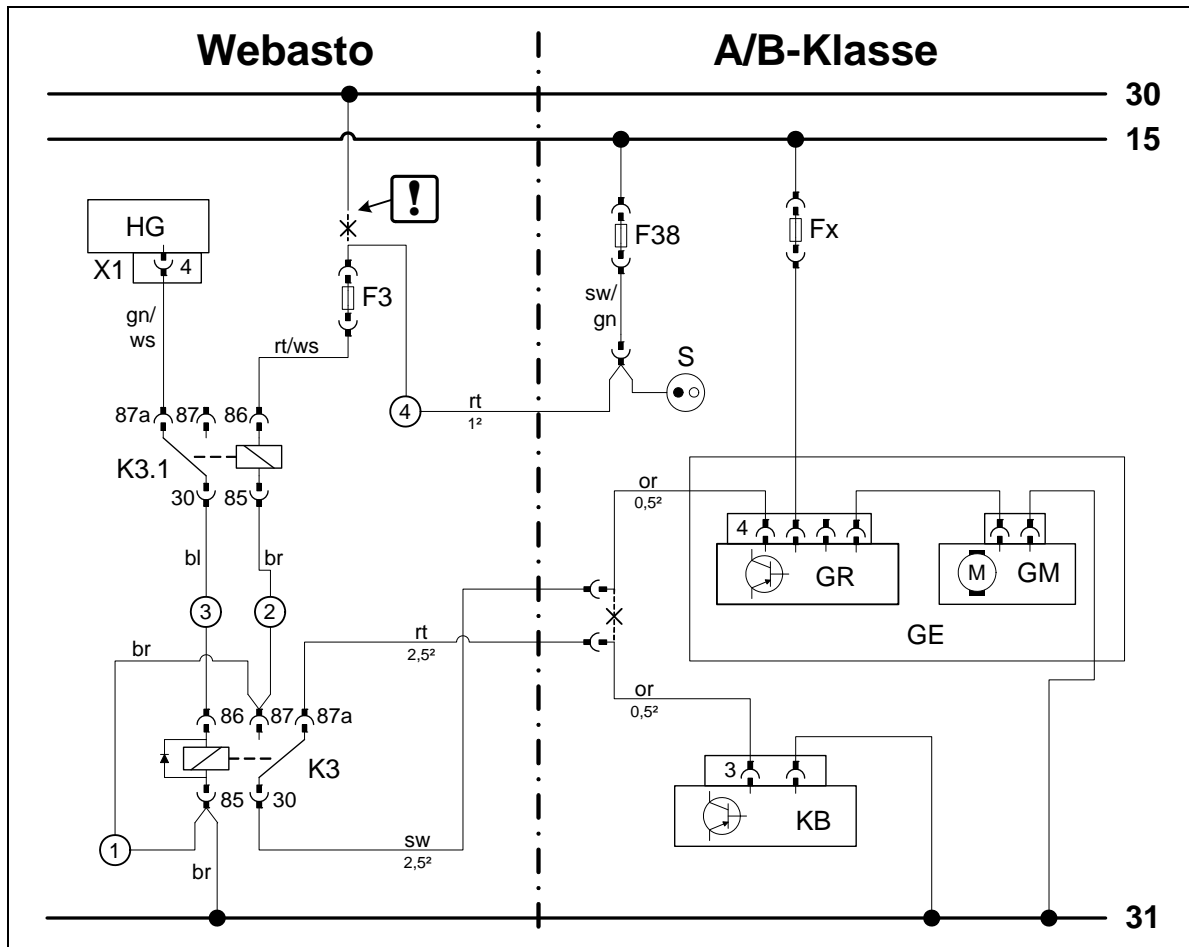 Webasto
A/B-Klasse
30
15
!
HG
X1
4
F38
Fx
F3
gn/
ws
sw/
gn
rt/ws
S
87a
87
86
4
rt
1²
K3.1
30
85
or
0,5²
4
GR
M
GM
bl
br
3
2
GE
br
rt
2,5²
or
0,5²
86
87
87a
K3
3
85
30
KB
1
sw
2,5²
br
31